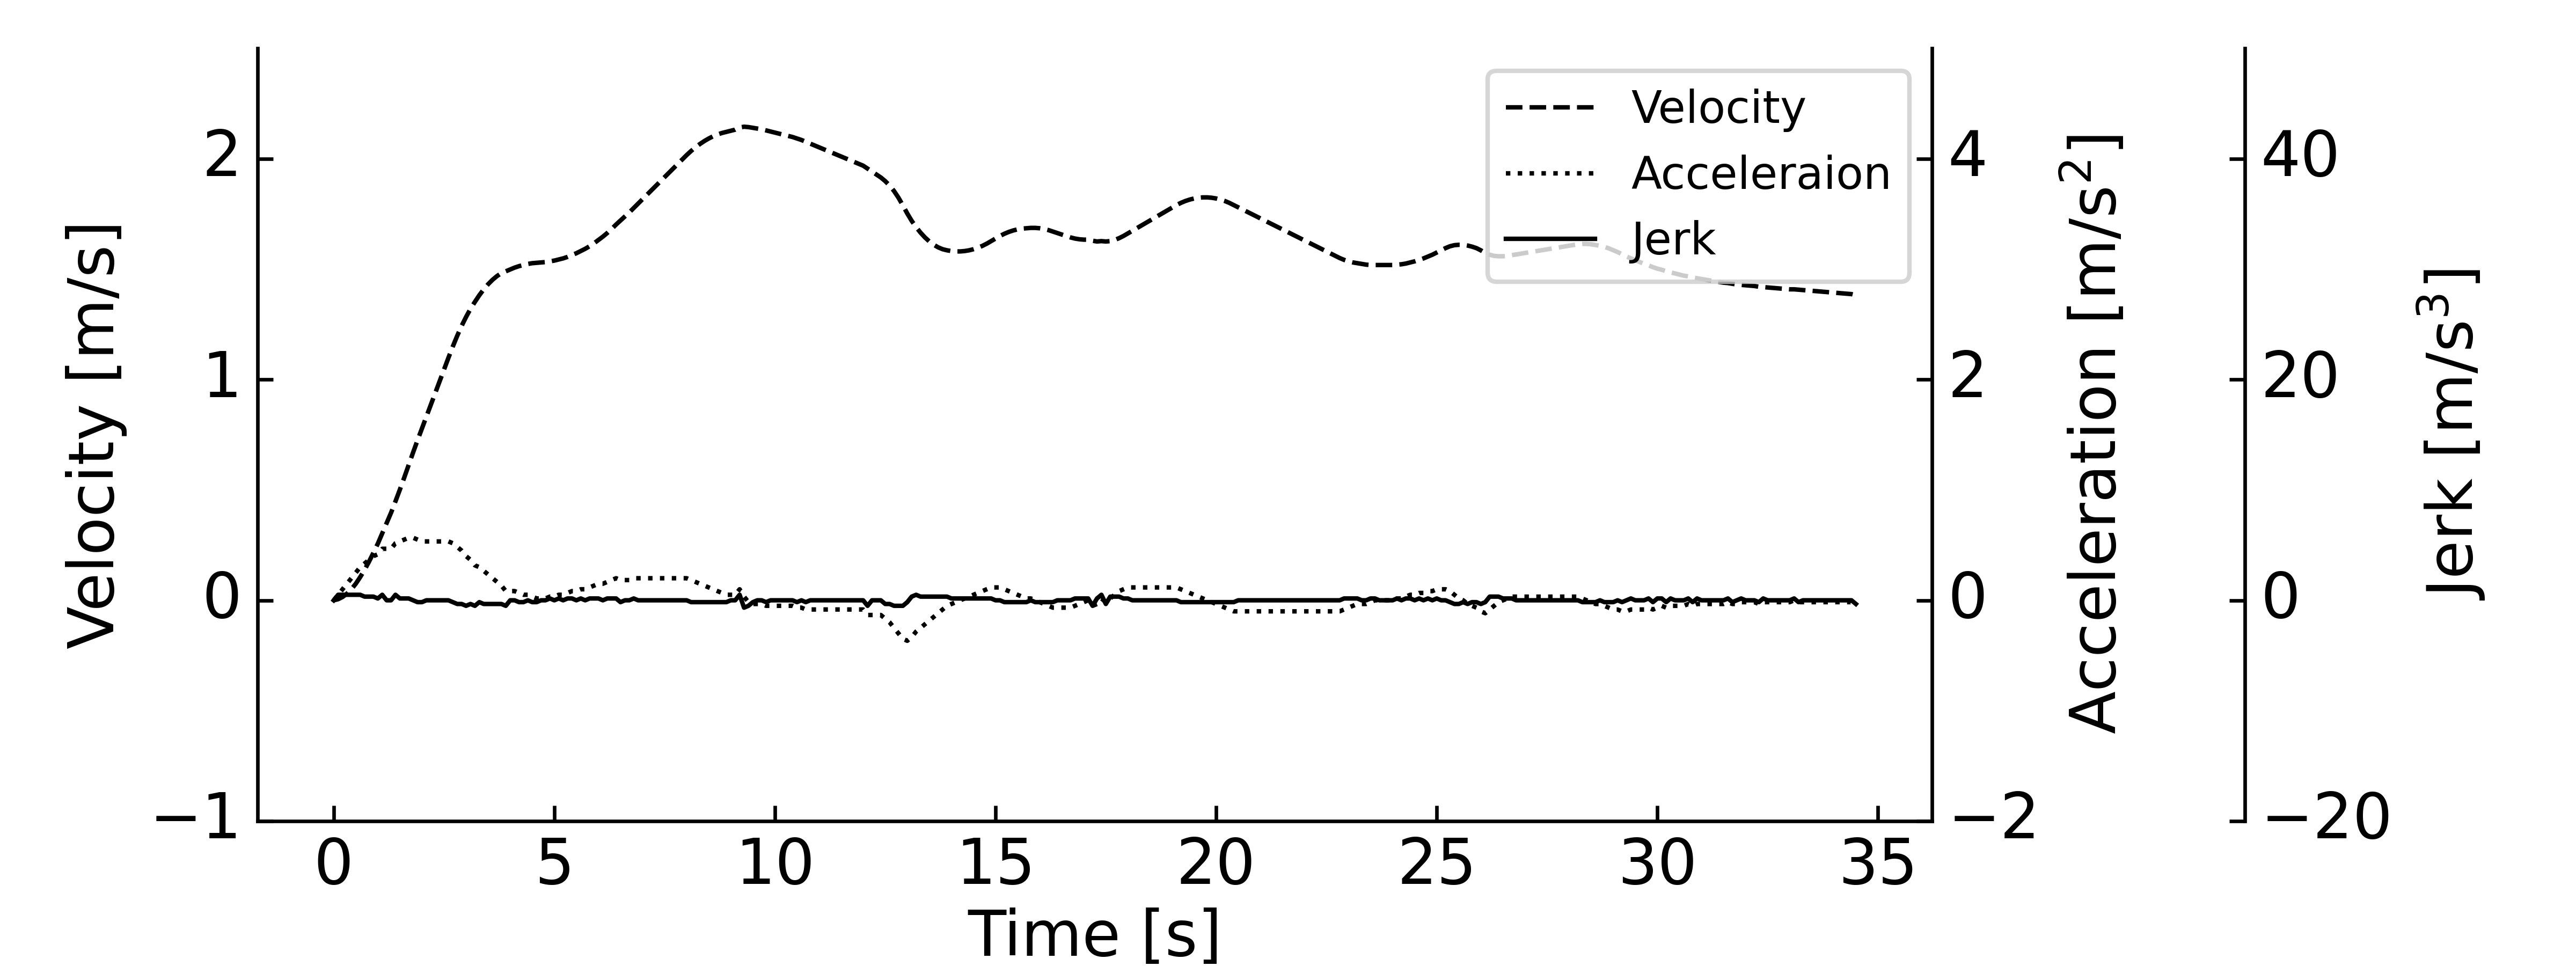 Velocity [m/s]
2
1
0
−1
Velocity
Acceleraion
Jerk
4
2
0
−2
Acceleration [m/s²]
40
20
0
−20
Jerk [m/s³]
0 5 10 15 20 25 30 35
Time [s]